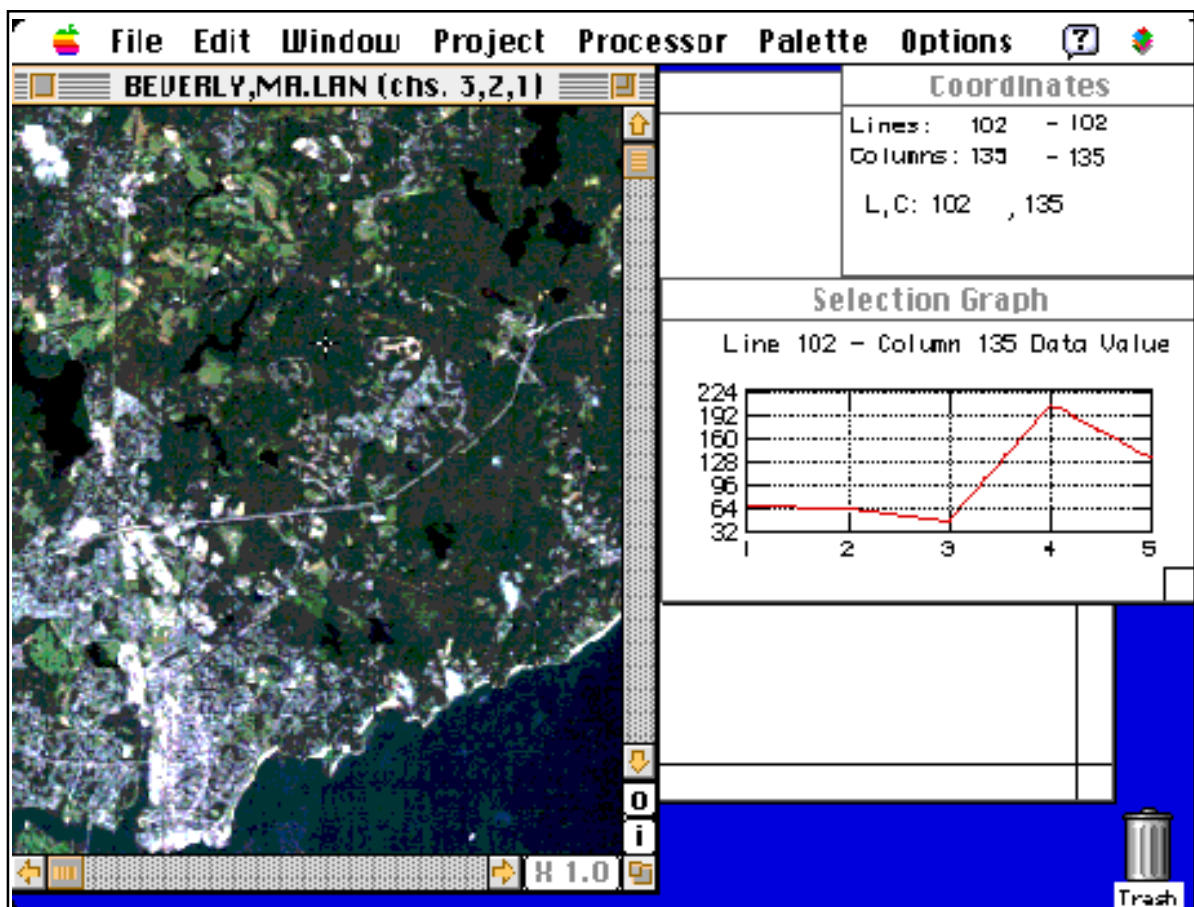 File Edit Window Project Processor Palette Options ?
BEVERLY,MA.LAN (chs. 3,2,1)
Coordinates
Lines: 102 - 102
Columns: 135 - 135
L,C: 102 , 135
Selection Graph
Line 102 - Column 135 Data Value
224
192
160
128
96
64
32
1 2 3 4 5
O
i
X 1.0
Trash